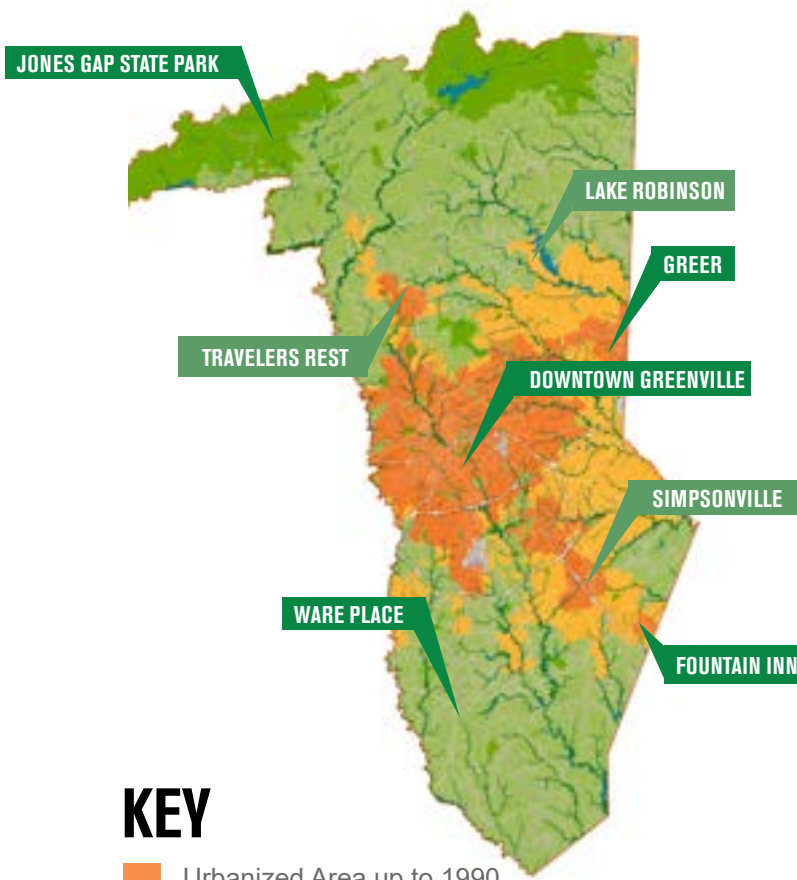 JONES GAP STATE PARK
LAKE ROBINSON
GREER
TRAVELERS REST
DOWNTOWN GREENVILLE
SIMPSONVILLE
WARE PLACE
FOUNTAIN INN
KEY
Urbanized Area up to 1990